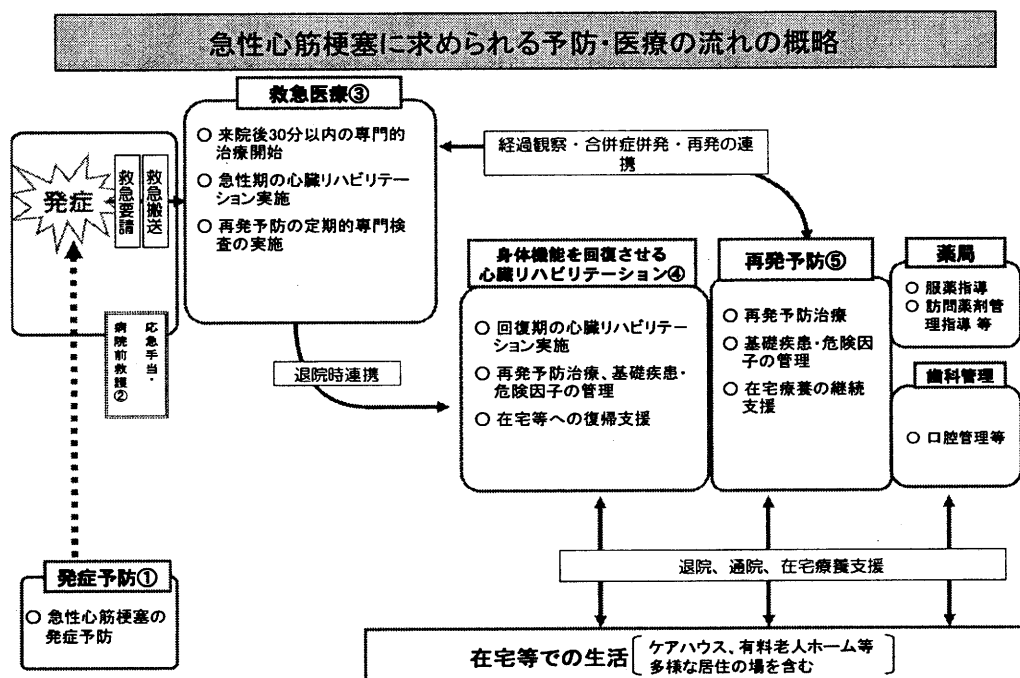 急性心筋梗塞に求められる予防・医療の流れの概略
救急医療③
○ 来院後30分以内の専門的
治療開始
○ 急性期の心臓リハビリテー
ション実施
○ 再発予防の定期的専門検
査の実施
発症
救急要請
救急搬送
応急手当・
病院前救護②
経過観察・合併症併発・再発の連
携
退院時連携
身体機能を回復させる
心臓リハビリテーション④
○ 回復期の心臓リハビリテー
ション実施
○ 再発予防治療、基礎疾患・
危険因子の管理
○ 在宅等への復帰支援
再発予防⑤
○ 再発予防治療
○ 基礎疾患・危険因
子の管理
○ 在宅療養の継続
支援
薬局
○ 服薬指導
○ 訪問薬剤管
理指導 等
歯科管理
○ 口腔管理等
発症予防①
○ 急性心筋梗塞の
発症予防
退院、通院、在宅療養支援
在宅等での生活
ケアハウス、有料老人ホーム等
多様な居住の場を含む